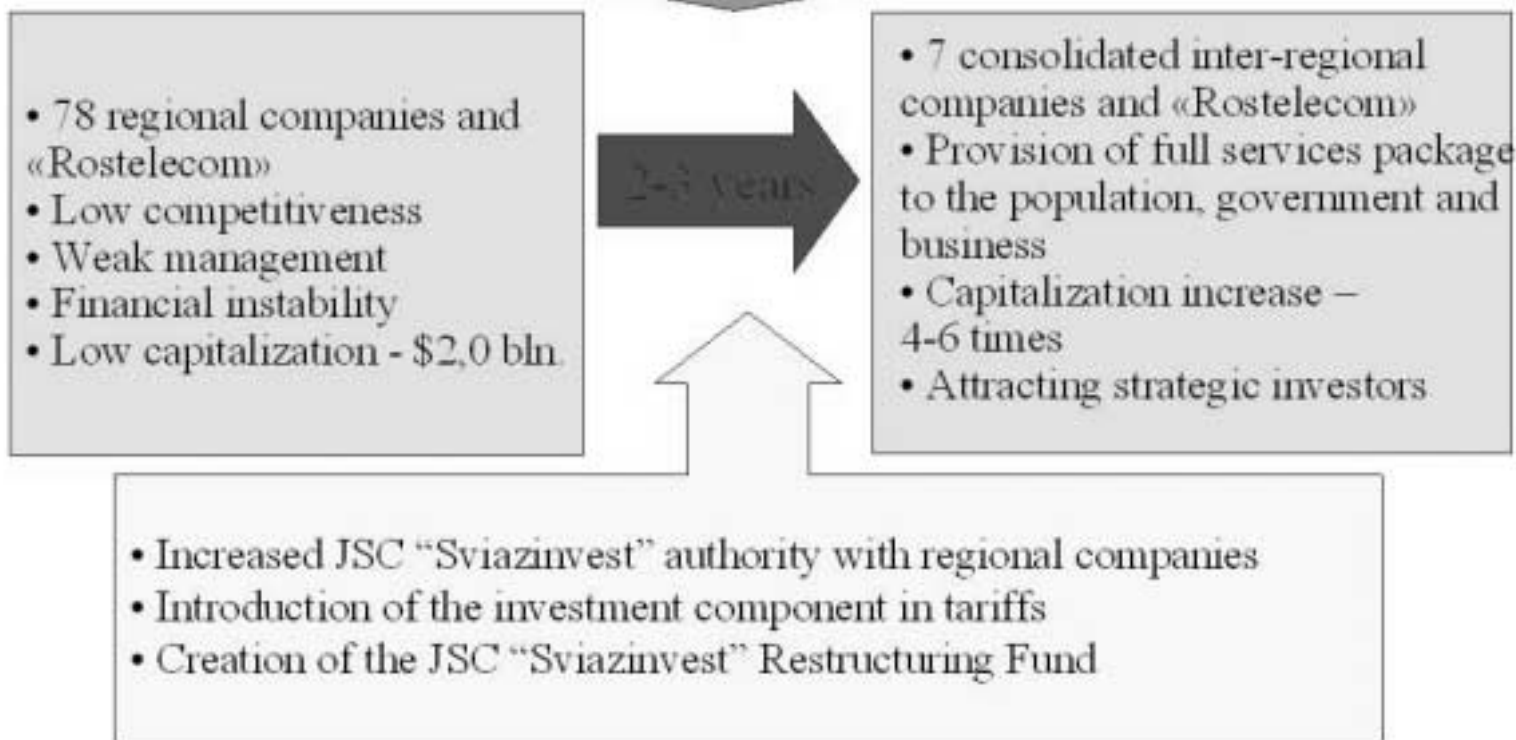 • 78 regional companies and
«Rostelecom»
• Low competitiveness
• Weak management
• Financial instability
• Low capitalization - $2,0 bln.
2-3 years
• 7 consolidated inter-regional
companies and «Rostelecom»
• Provision of full services package
to the population, government and
business
• Capitalization increase –
4-6 times
• Attracting strategic investors
• Increased JSC “Sviazinvest” authority with regional companies
• Introduction of the investment component in tariffs
• Creation of the JSC “Sviazinvest” Restructuring Fund